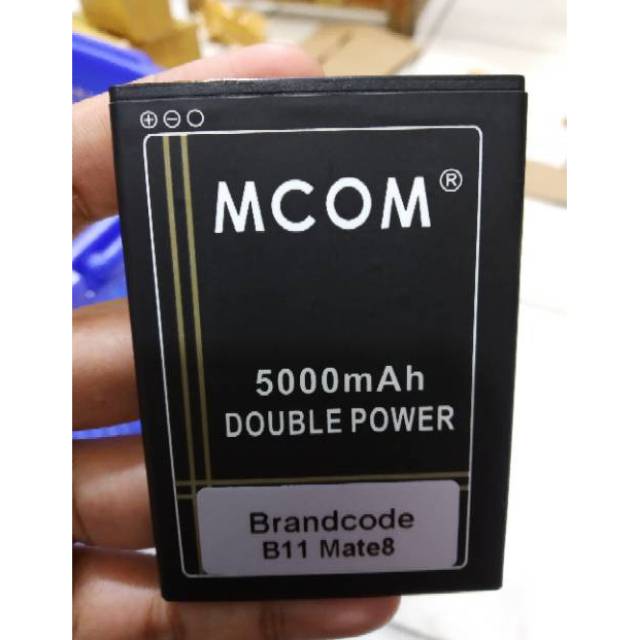 ⊕⊖○
MCOM®
5000mAh
DOUBLE POWER
Brandcode
B11 Mate8